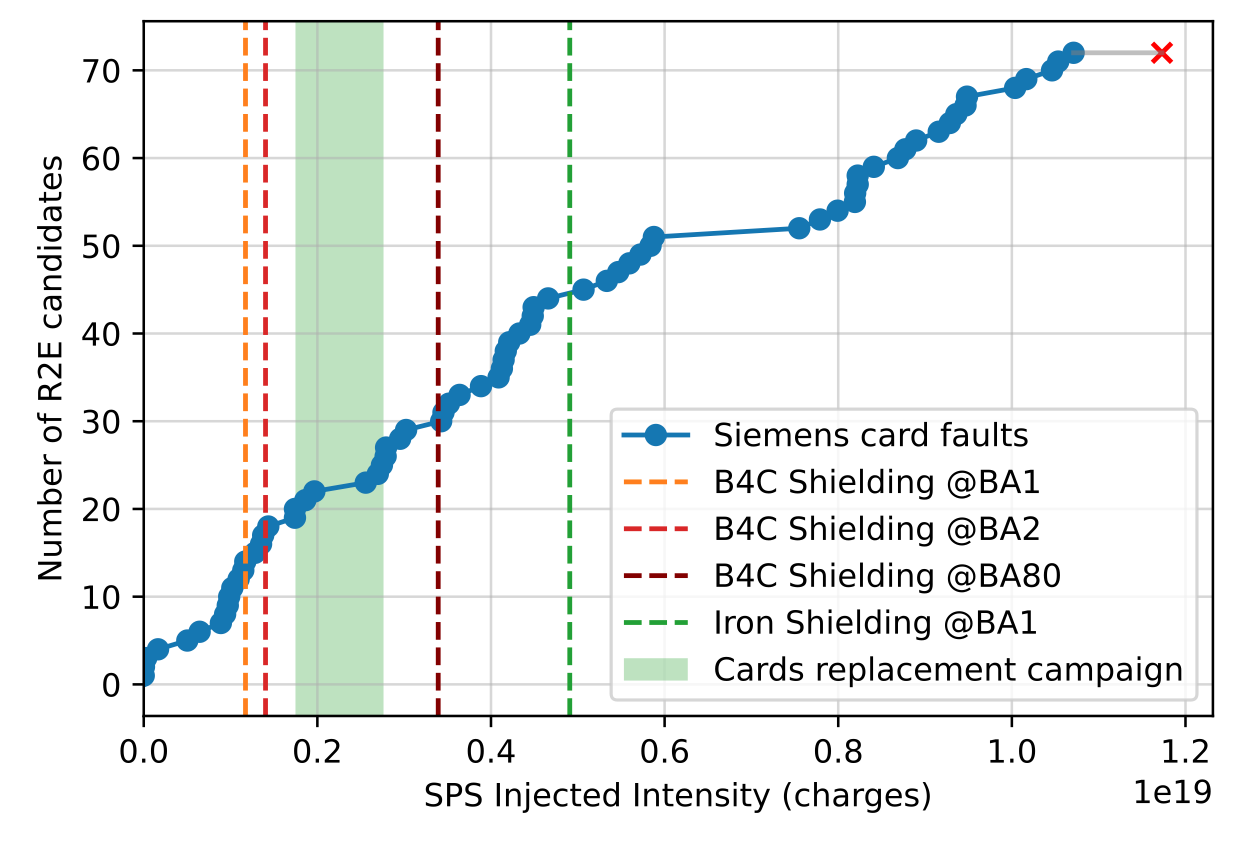 Number of R2E candidates
70
60
50
40
30
20
10
0
Siemens card faults
B4C Shielding @BA1
B4C Shielding @BA2
B4C Shielding @BA80
Iron Shielding @BA1
Cards replacement campaign
0.0 0.2 0.4 0.6 0.8 1.0 1.2
SPS Injected Intensity (charges)
1e19